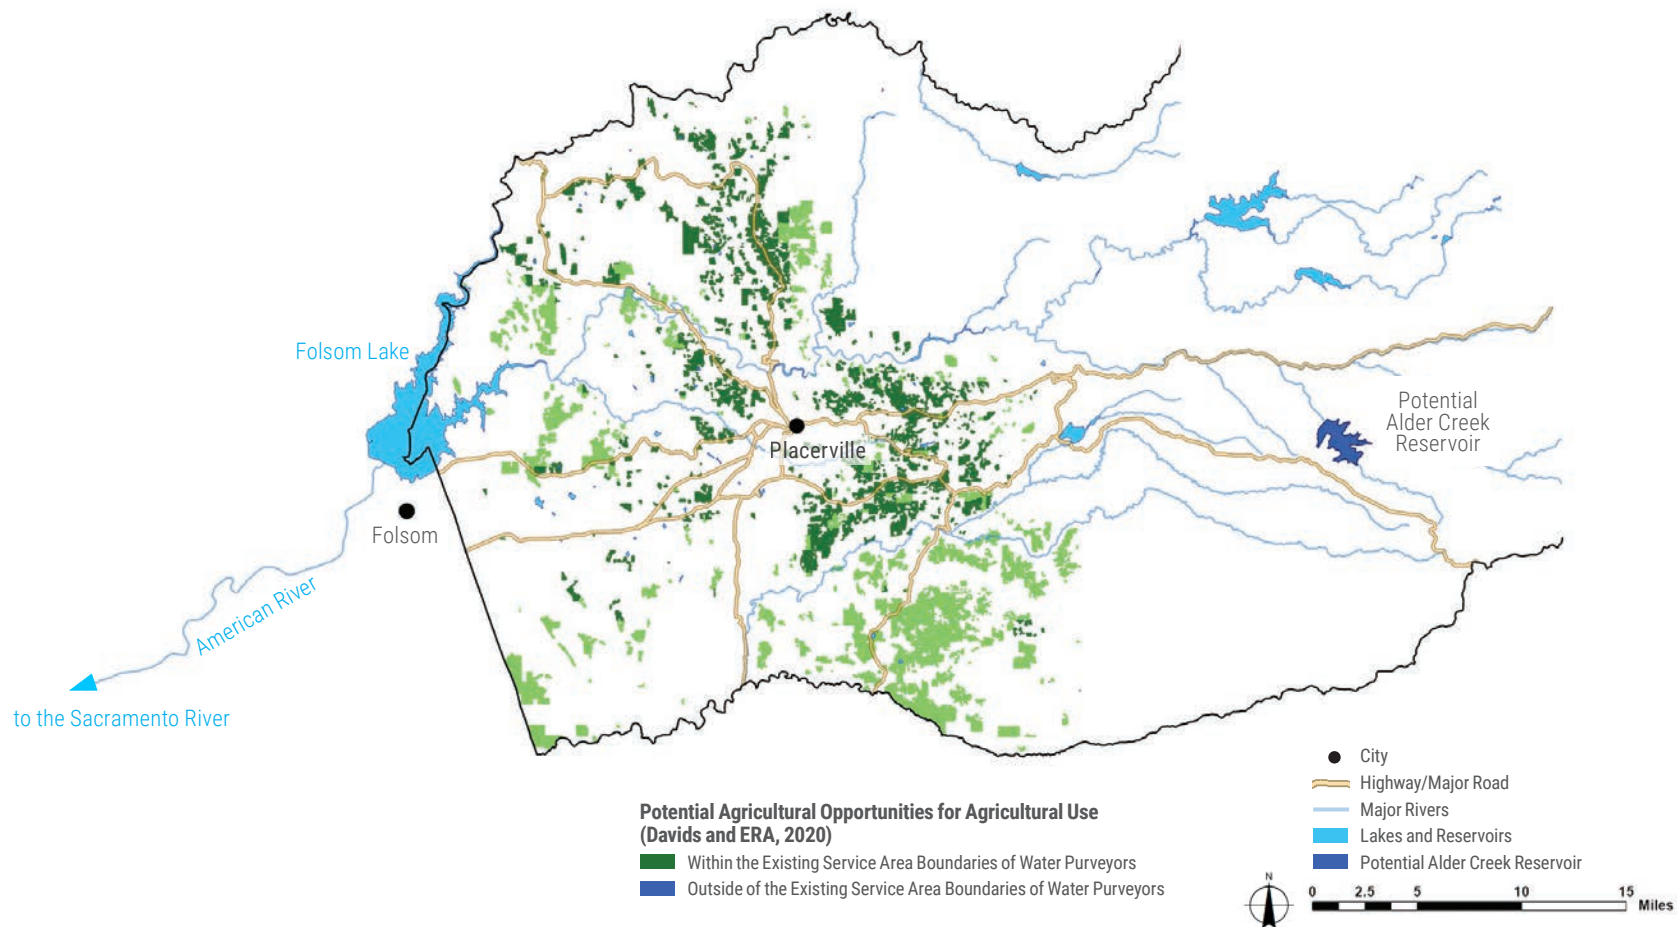 Folsom Lake
Potential
Alder Creek
Reservoir
Placerville
Folsom
American River
to the Sacramento River
Potential Agricultural Opportunities for Agricultural Use
(Davids and ERA, 2020)
Within the Existing Service Area Boundaries of Water Purveyors
Outside of the Existing Service Area Boundaries of Water Purveyors
City
Highway/Major Road
Major Rivers
Lakes and Reservoirs
Potential Alder Creek Reservoir
N
0 2.5 5 10 15
Miles